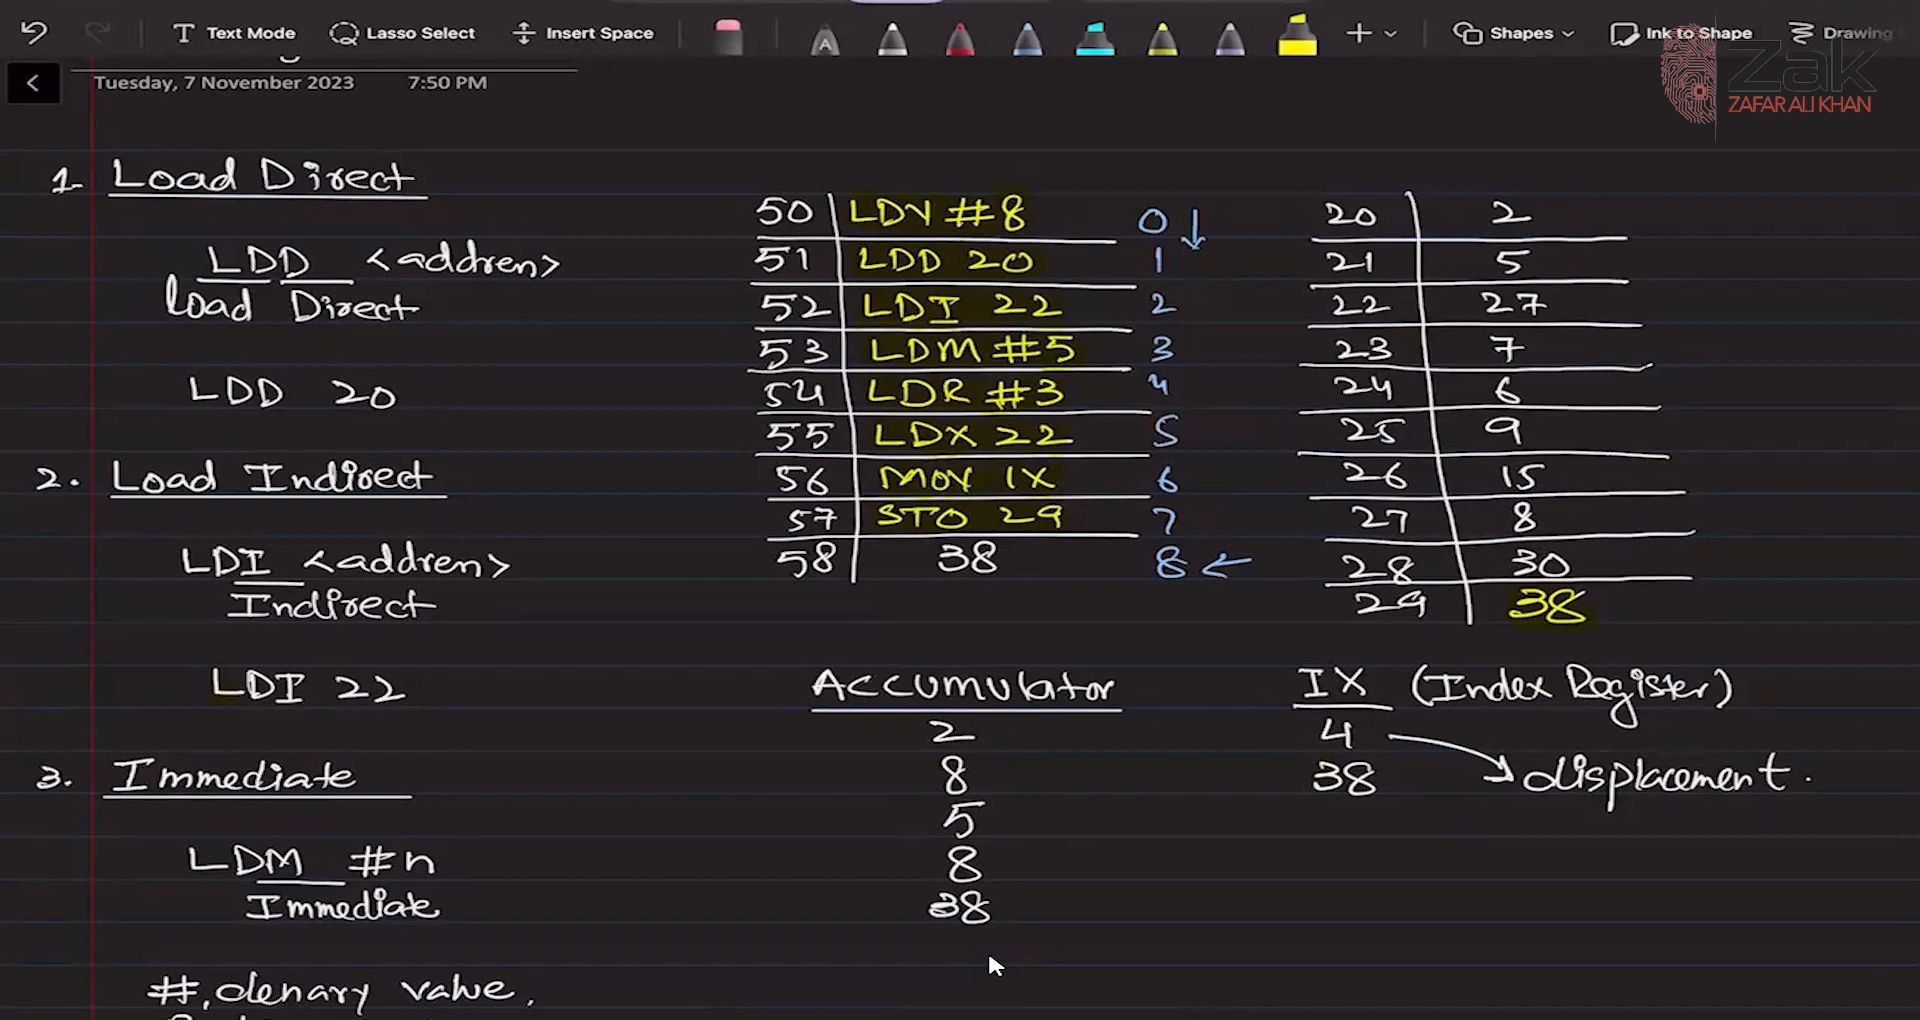 Text Mode Lasso Select Insert Space Shapes Ink to Shape Drawing
Zak
ZAFAR ALI KHAN
Tuesday, 7 November 2023 7:50 PM
1- Load Direct
LDD <addren>
load Direct
LDD 20
2. Load Indirect
LDI <addren>
Indirect
LDI 22
3. Immediate
LDM #n
Immediate
#, denary value,
50 LDV #8 0
51 LDD 20 1
52 LDI 22 2
53 LDM #5 3
54 LDR #3 4
55 LDX 22 5
56 MOV IX 6
57 STO 29 7
58 38 8 ←
20 2
21 5
22 27
23 7
24 6
25 9
26 15
27 8
28 30
29 38
Accumulator
2
8
5
8
38
IX (Index Register)
4 displacement.
38